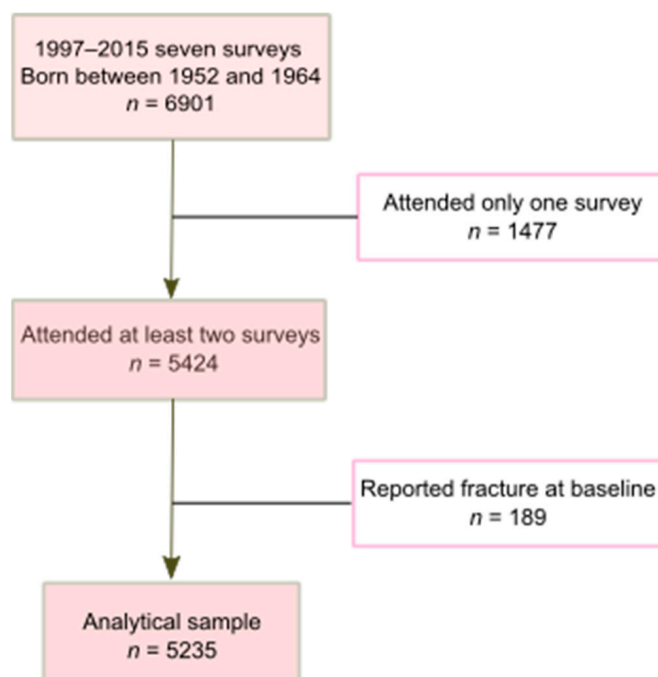 1997–2015 seven surveys
Born between 1952 and 1964
n = 6901
Attended only one survey
n = 1477
Attended at least two surveys
n = 5424
Reported fracture at baseline
n = 189
Analytical sample
n = 5235